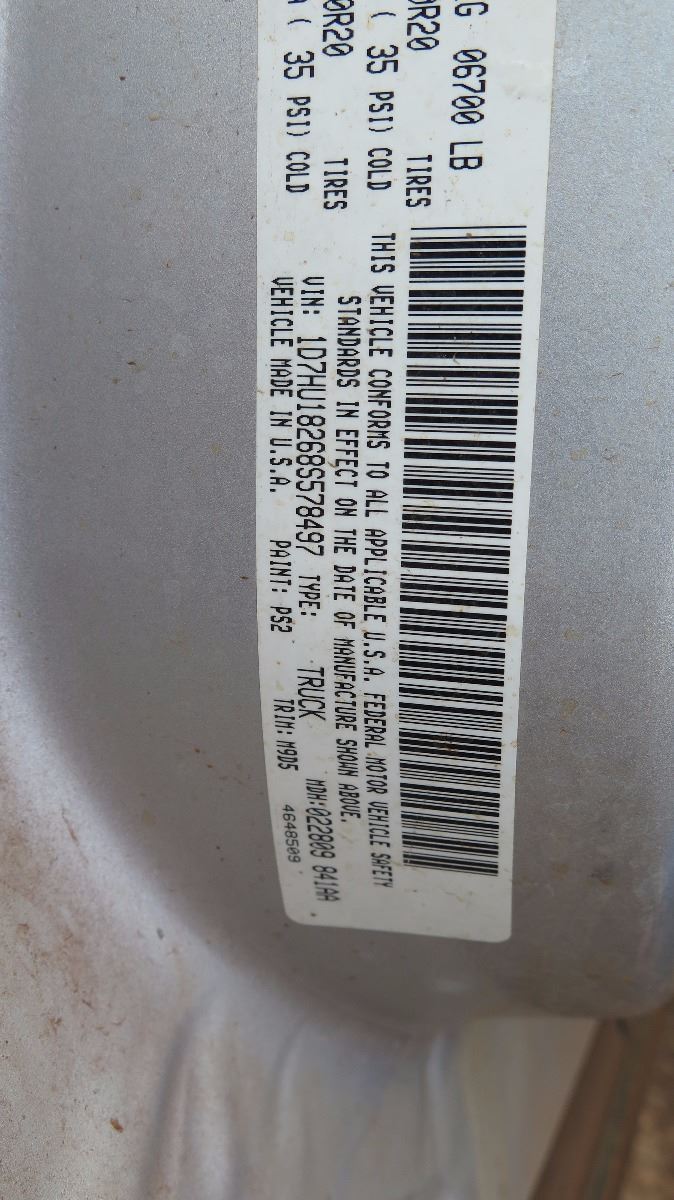 G 06700 LB
0R20 TIRES
( 35 PSI) COLD
0R20 TIRES
( 35 PSI) COLD
THIS VEHICLE CONFORMS TO ALL APPLICABLE U.S.A. FEDERAL MOTOR VEHICLE SAFETY
STANDARDS IN EFFECT ON THE DATE OF MANUFACTURE SHOWN ABOVE.
VIN: 1D7HU18268S578497 TYPE: TRUCK MDH:022809 841AA
VEHICLE MADE IN U.S.A. PAINT: PS2 TRIM: M9D5 4648509